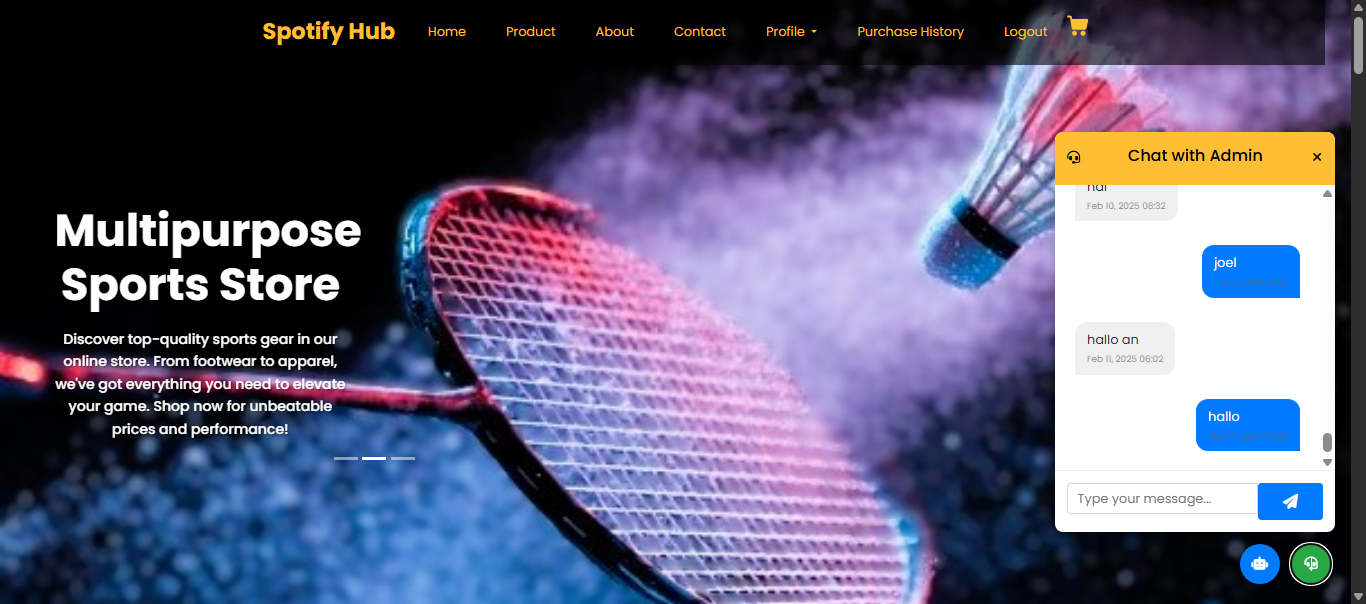 Spotify Hub
Home
Product
About
Contact
Profile
Purchase History
Logout
Multipurpose
Sports Store
Discover top-quality sports gear in our
online store. From footwear to apparel,
we've got everything you need to elevate
your game. Shop now for unbeatable
prices and performance!
Chat with Admin
Feb 10, 2025 08:32
joel
hallo an
Feb 11, 2025 06:02
hallo
Type your message...